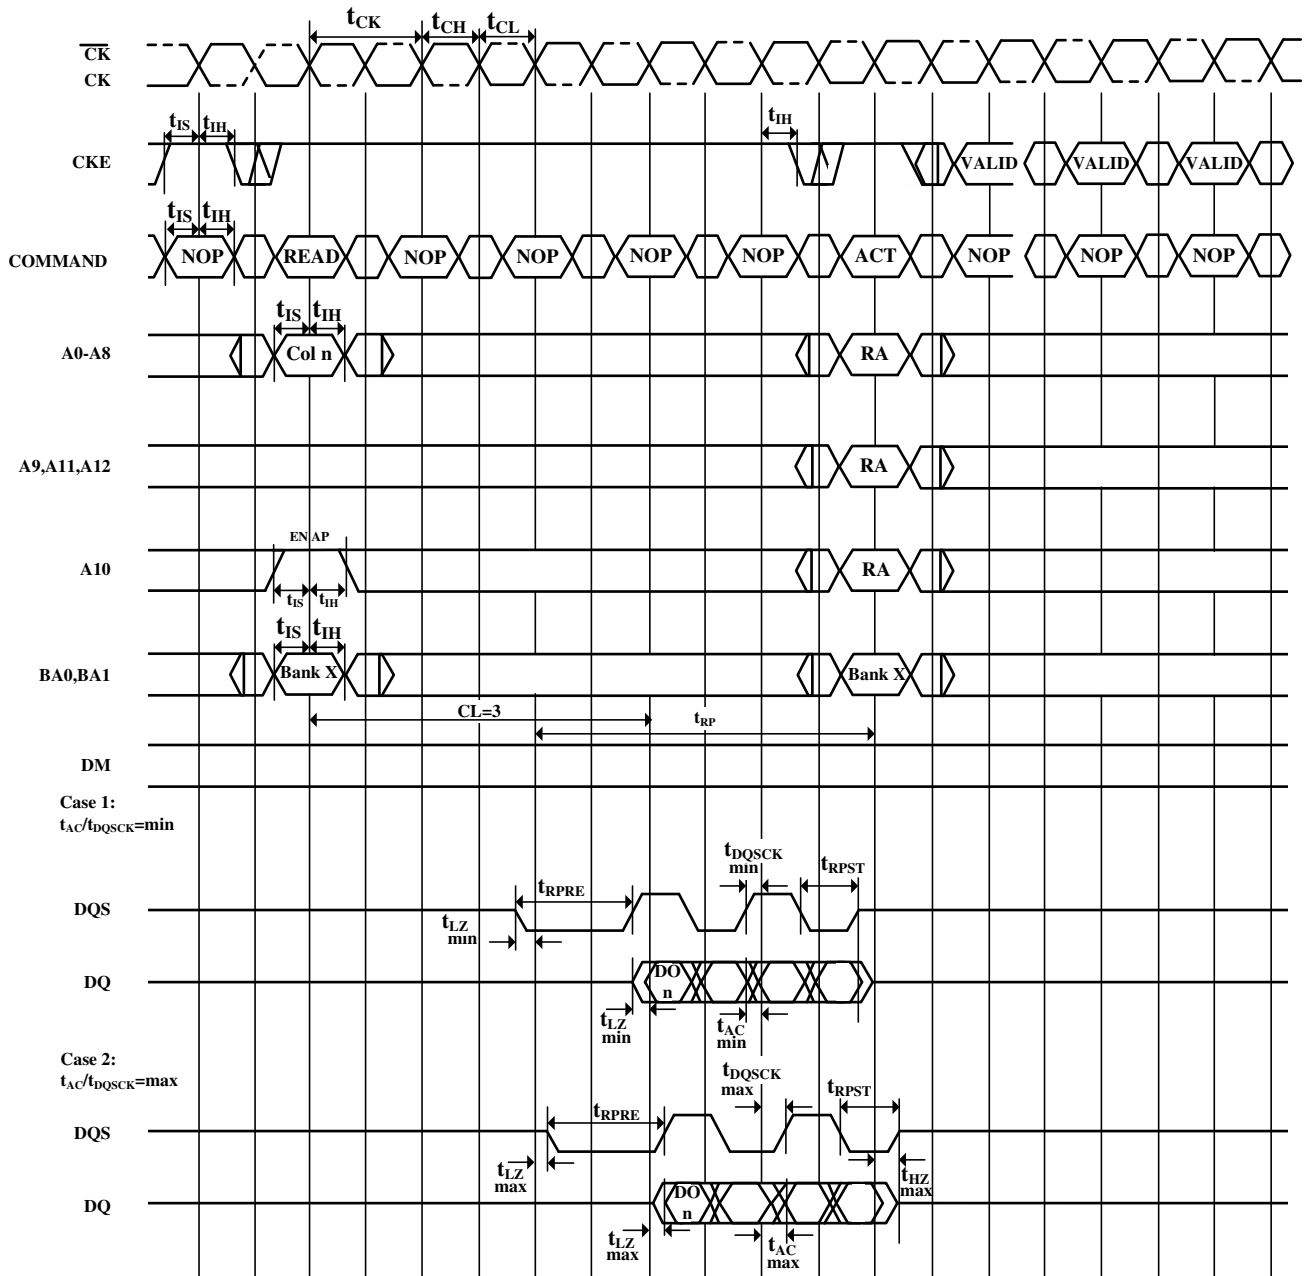 tCK tCH tCL
CK
CK
tIS tIH tIH
CKE VALID VALID VALID
tIS tIH
COMMAND NOP READ NOP NOP NOP NOP ACT NOP NOP NOP
tIS tIH
A0-A8 Col n RA
A9,A11,A12 RA
EN AP
A10 RA
tIS tIH
tIS tIH
BA0,BA1 Bank X Bank X
CL=3 tRP
DM
Case 1:
tAC/tDQSCK=min
tDQSCK
min
tRPST
tRPRE
DQS
tLZ
min
DQ DO
n
tLZ
min
tAC
min
Case 2:
tAC/tDQSCK=max
tDQSCK
max
tRPST
tRPRE
DQS
tLZ
max
tHZ
max
DQ DO
n
tLZ
max
tAC
max